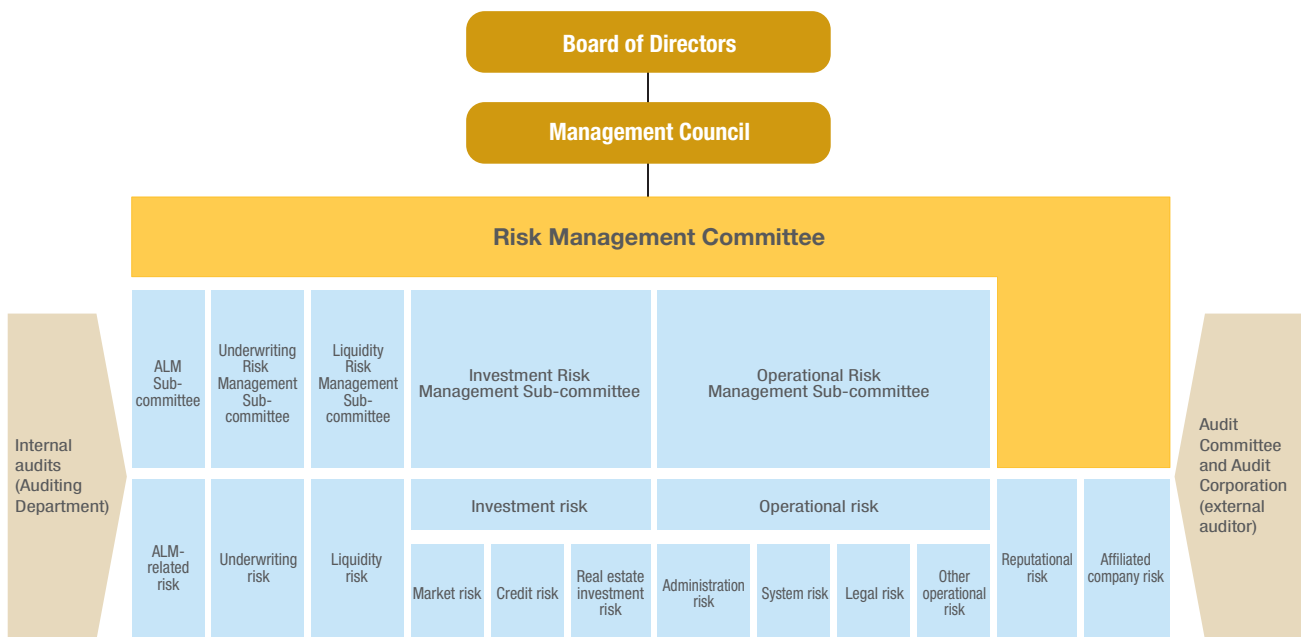 Board of Directors
Management Council
Risk Management Committee
ALM
Sub-
committee
Underwriting
Risk
Management
Sub-
committee
Liquidity
Risk
Management
Sub-
committee
Investment Risk
Management Sub-committee
Operational Risk
Management Sub-committee
Internal
audits
(Auditing
Department)
Audit
Committee
and Audit
Corporation
(external
auditor)
ALM-
related
risk
Underwriting
risk
Liquidity
risk
Investment risk
Market risk
Credit risk
Real estate
investment
risk
Operational risk
Administration
risk
System risk
Legal risk
Other
operational
risk
Reputational
risk
Affiliated
company risk